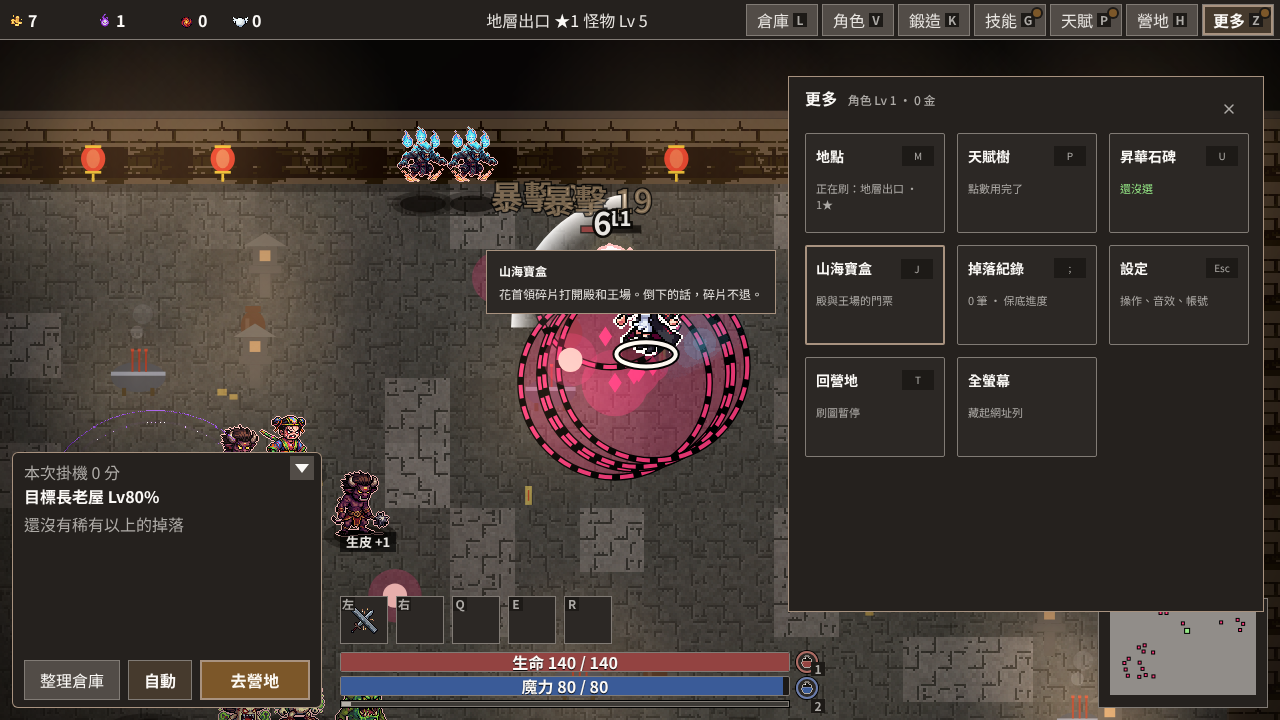 7
1
0
0
地層出口 ★1 怪物 Lv 5
倉庫 L
角色 V
鍛造 K
技能 G
天賦 P
營地 H
更多 Z
更多 角色 Lv 1 · 0 金
×
地點 M
正在刷：地層出口 · 1★
天賦樹 P
點數用完了
昇華石碑 U
還沒選
山海寶盒 J
殿與王場的門票
掉落紀錄 ;
0 筆 · 保底進度
設定 Esc
操作、音效、帳號
回營地 T
刷圖暫停
全螢幕
藏起網址列
暴擊 19
6
11
山海寶盒
花首領碎片打開殿和王場。倒下的話，碎片不退。
本次掛機 0 分
目標長老屋 Lv80%
還沒有稀有以上的掉落
整理倉庫
自動
去營地
生皮 +1
左
右
Q
E
R
生命 140 / 140
1
魔力 80 / 80
2